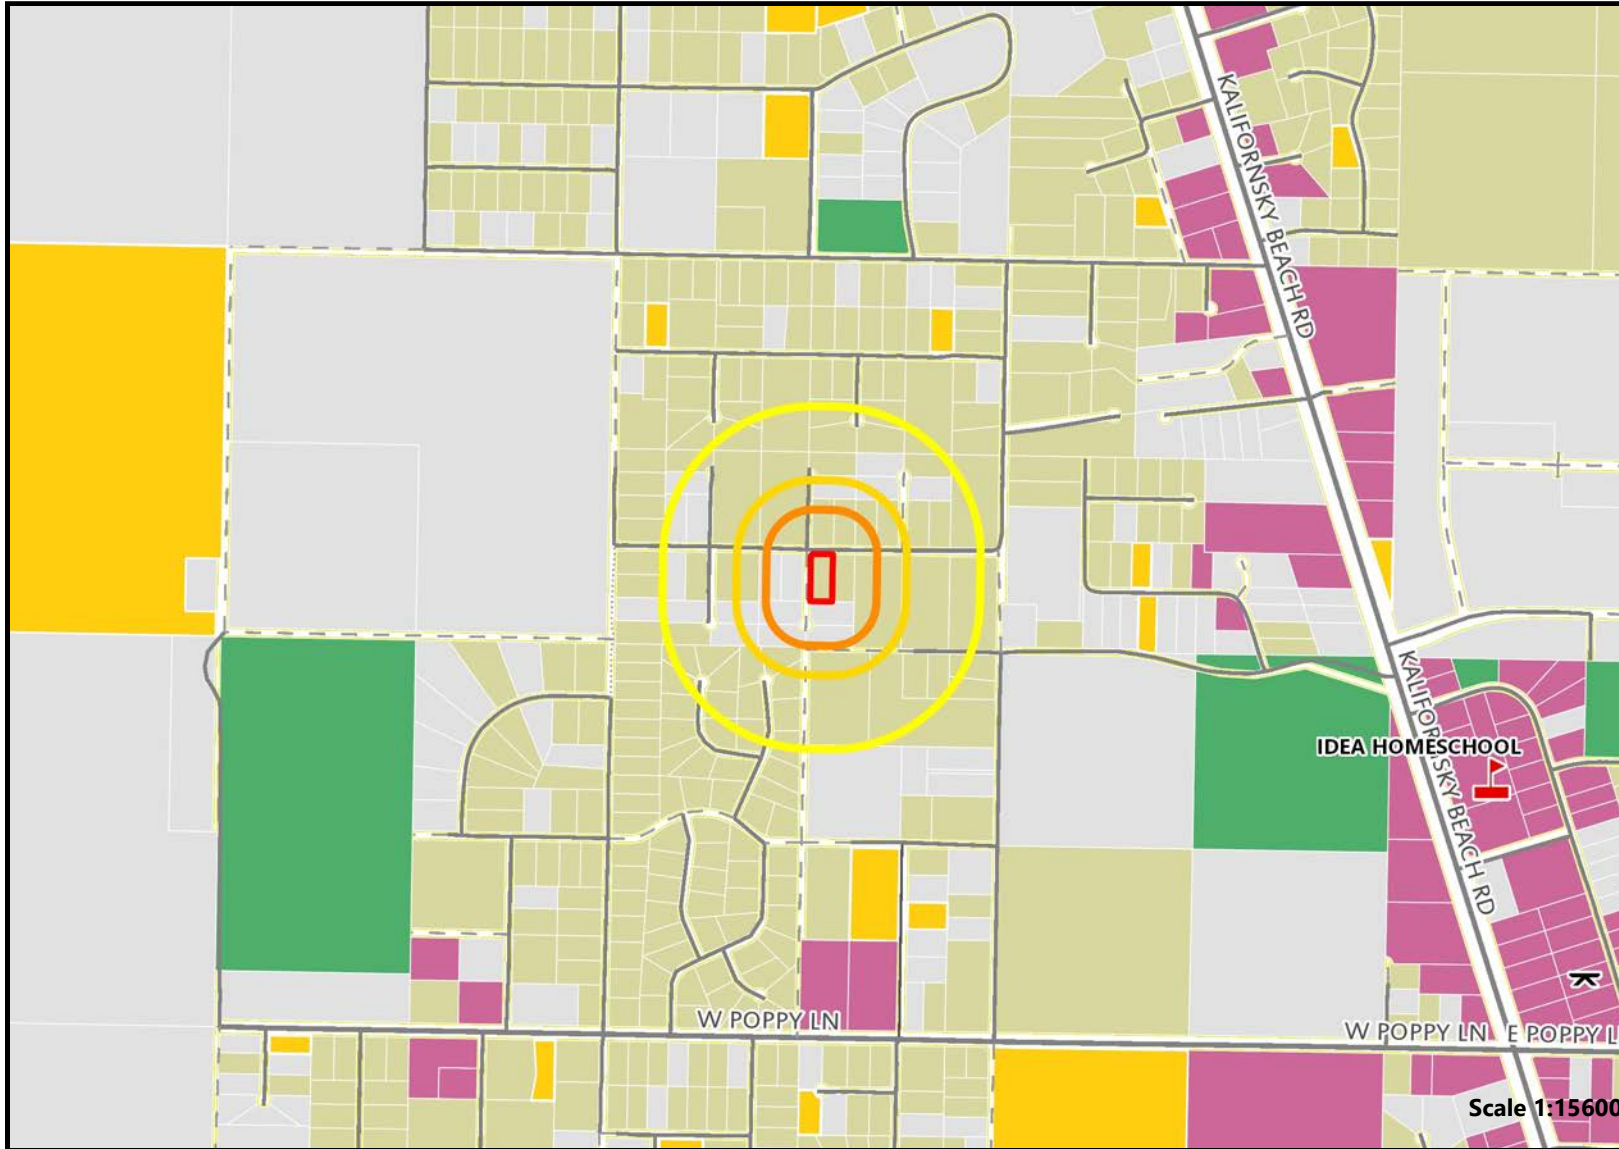 KALIFORNSKY BEACH RD
KALIFORNSKY BEACH RD
IDEA HOMESCHOOL
W POPPY LN
W POPPY LN
E POPPY L
Scale 1:15600